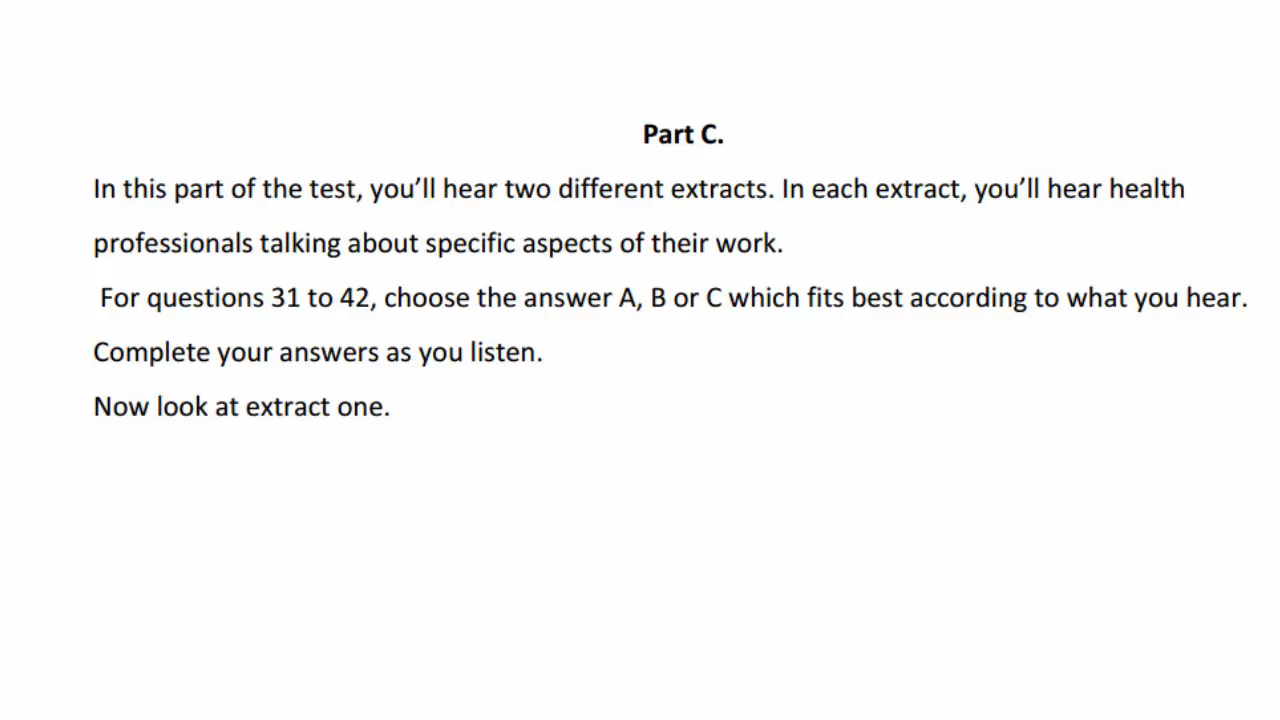 Part C.
In this part of the test, you’ll hear two different extracts. In each extract, you’ll hear health
professionals talking about specific aspects of their work.
For questions 31 to 42, choose the answer A, B or C which fits best according to what you hear.
Complete your answers as you listen.
Now look at extract one.